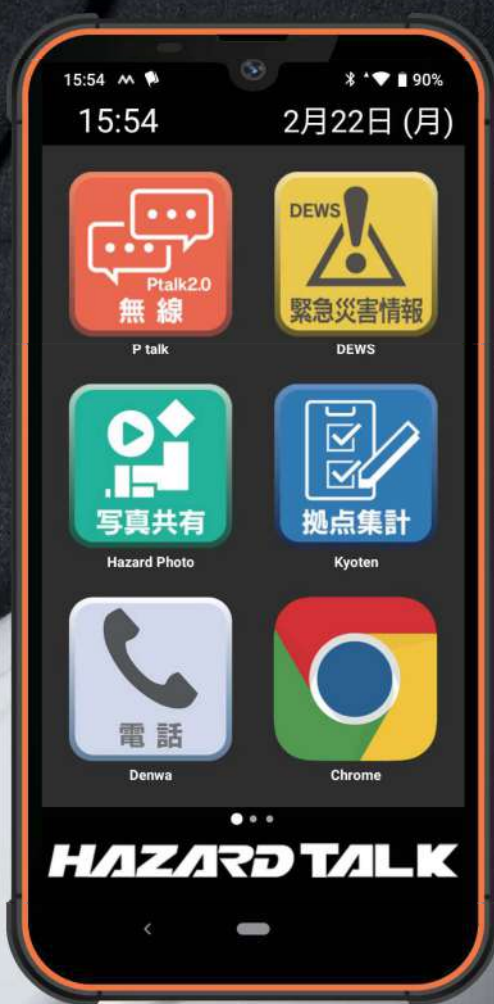 15:54
90%
15:54
2月22日 (月)
Ptalk2.0
無線
P talk
DEWS
緊急災害情報
DEWS
写真共有
Hazard Photo
拠点集計
Kyoten
電話
Denwa
Chrome
HAZARD TALK